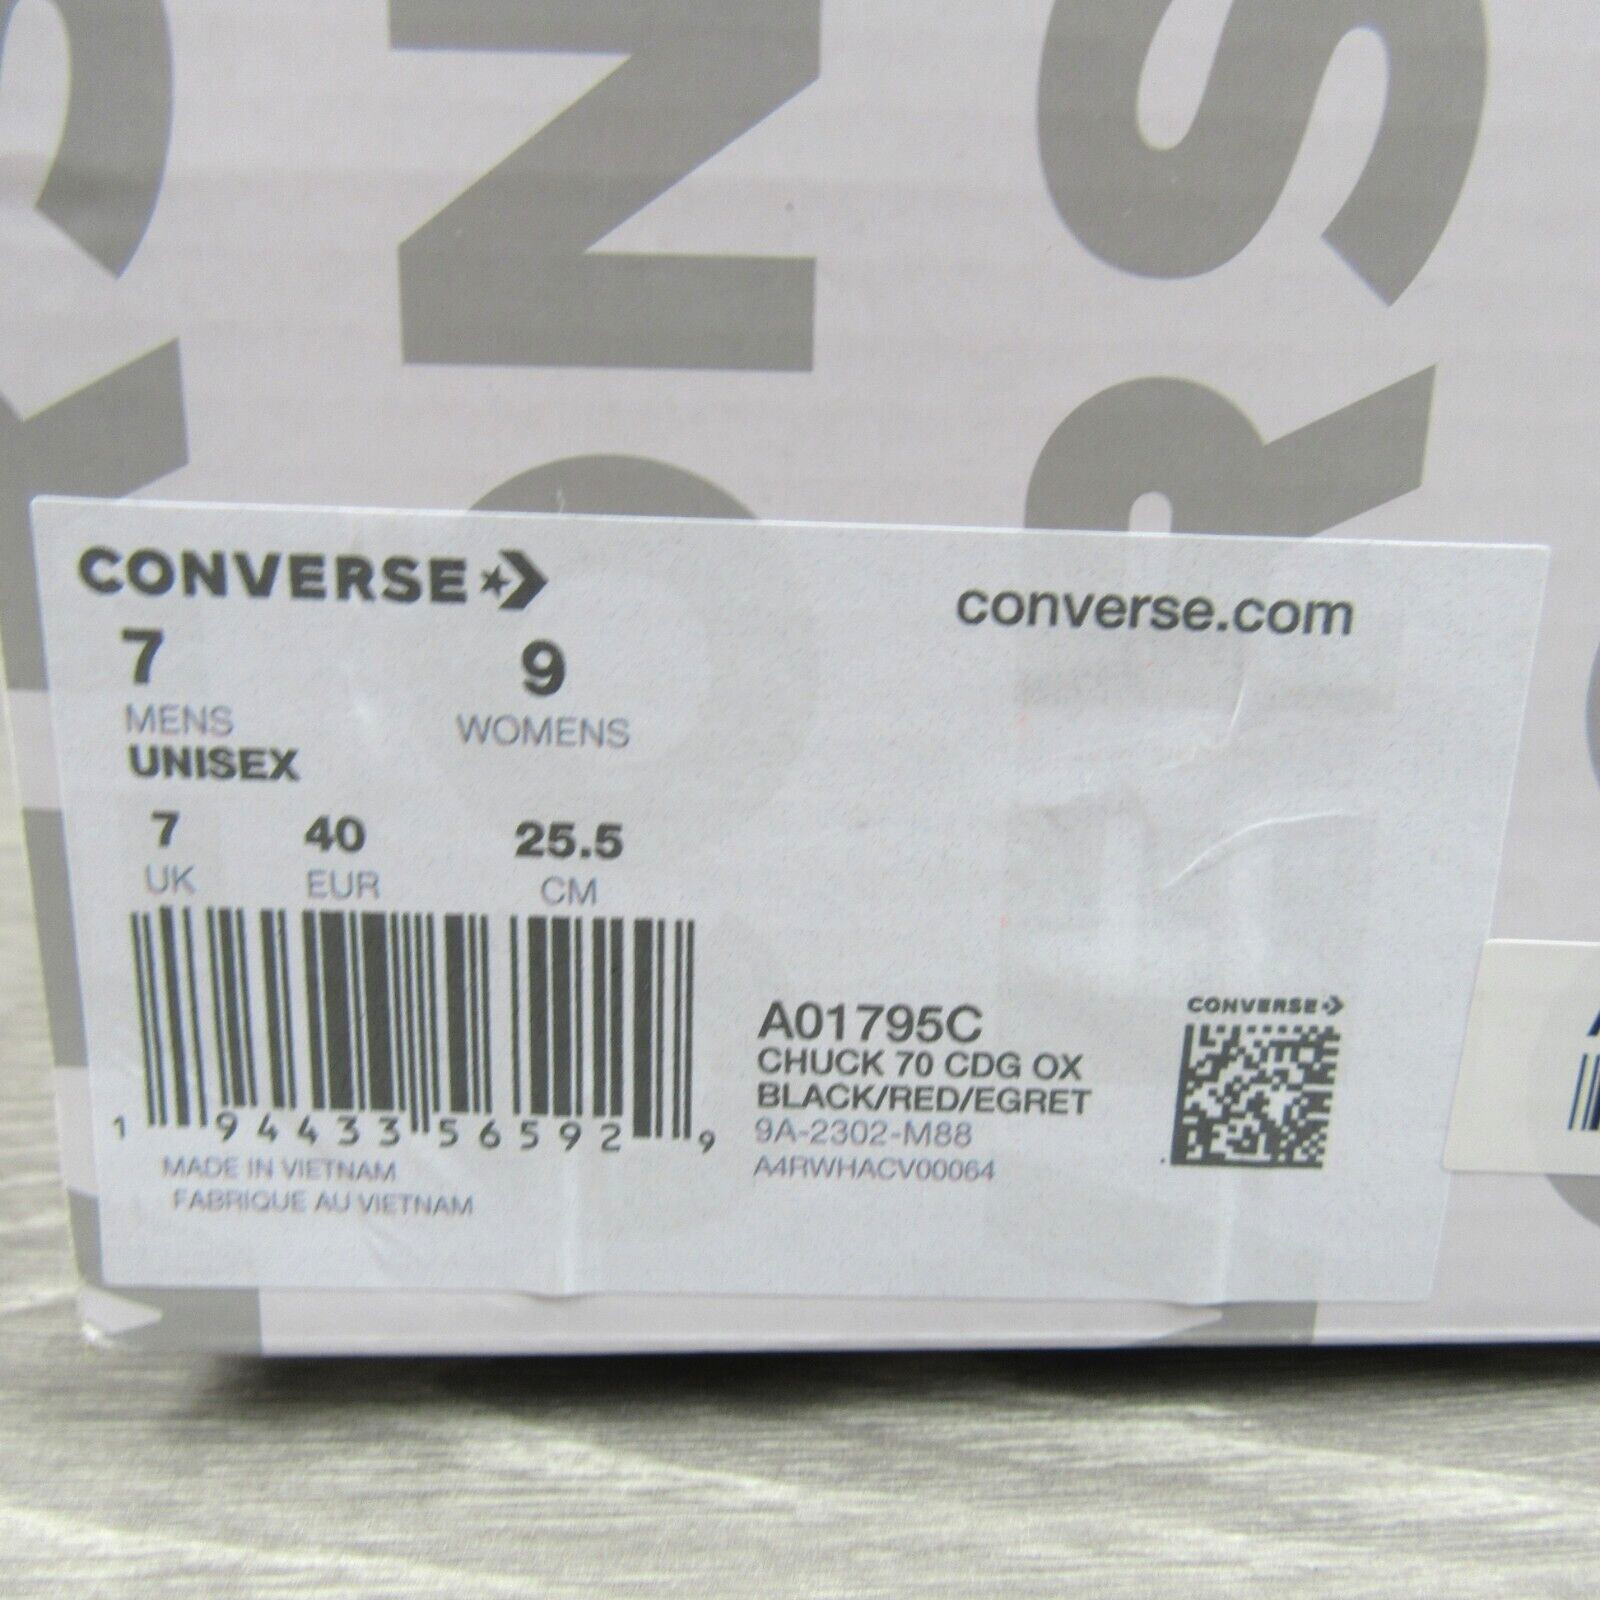 CONVERSE
converse.com
7 9
MENS WOMENS
UNISEX
7 40 25.5
UK EUR CM
1 94433 56592 9
MADE IN VIETNAM
FABRIQUE AU VIETNAM
A01795C
CHUCK 70 CDG OX
BLACK/RED/EGRET
9A-2302-M88
A4RWHACV00064
CONVERSE